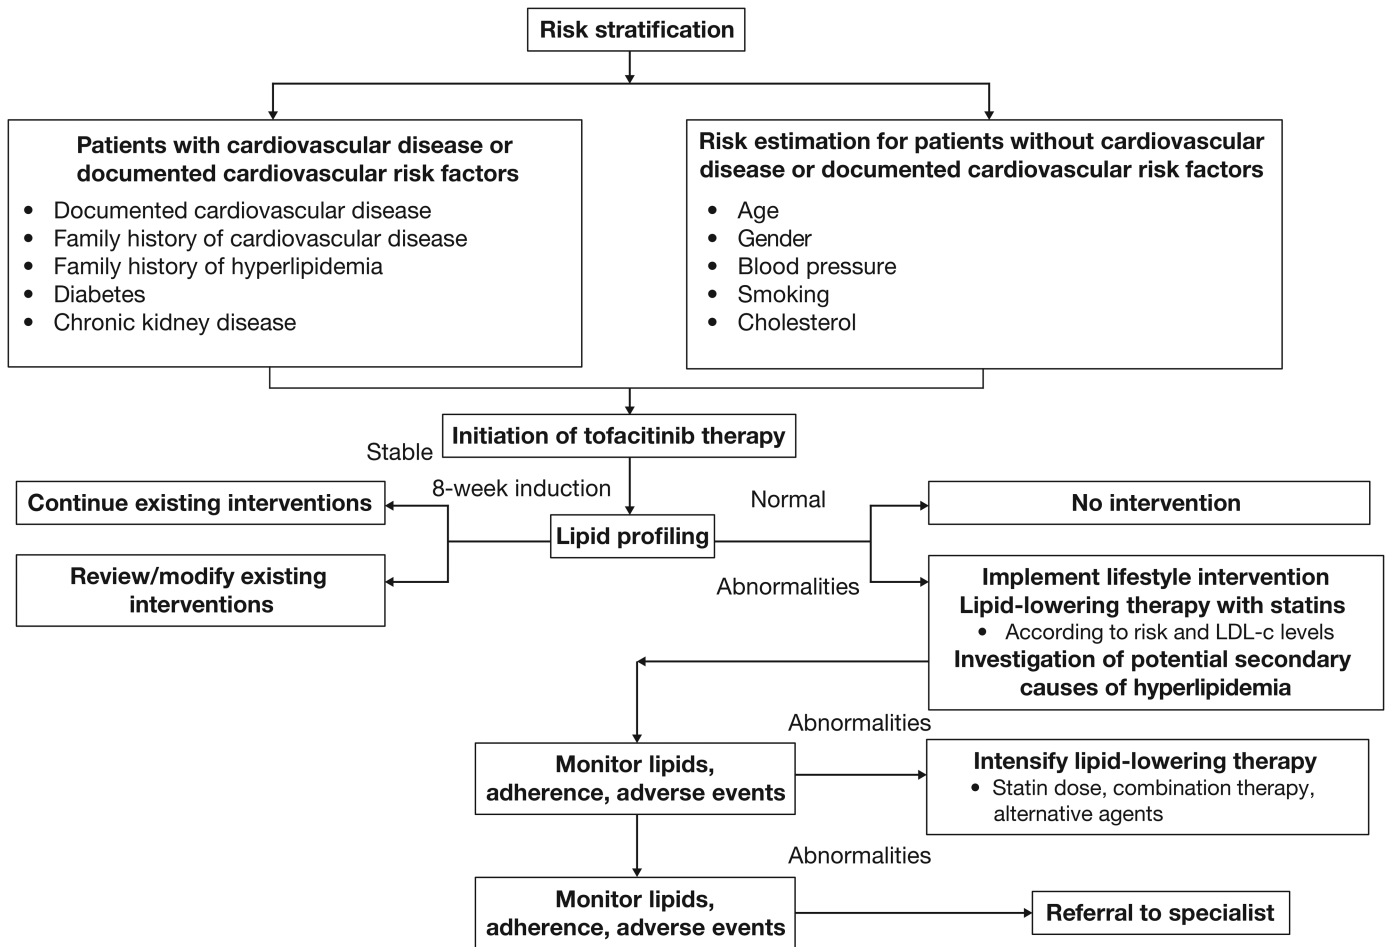 Risk stratification
Patients with cardiovascular disease or
documented cardiovascular risk factors
• Documented cardiovascular disease
• Family history of cardiovascular disease
• Family history of hyperlipidemia
• Diabetes
• Chronic kidney disease
Risk estimation for patients without cardiovascular
disease or documented cardiovascular risk factors
• Age
• Gender
• Blood pressure
• Smoking
• Cholesterol
Initiation of tofacitinib therapy
Stable
8-week induction
Normal
Continue existing interventions
No intervention
Lipid profiling
Review/modify existing
interventions
Abnormalities
Implement lifestyle intervention
Lipid-lowering therapy with statins
• According to risk and LDL-c levels
Investigation of potential secondary
causes of hyperlipidemia
Abnormalities
Monitor lipids,
adherence, adverse events
Intensify lipid-lowering therapy
• Statin dose, combination therapy,
alternative agents
Abnormalities
Monitor lipids,
adherence, adverse events
Referral to specialist